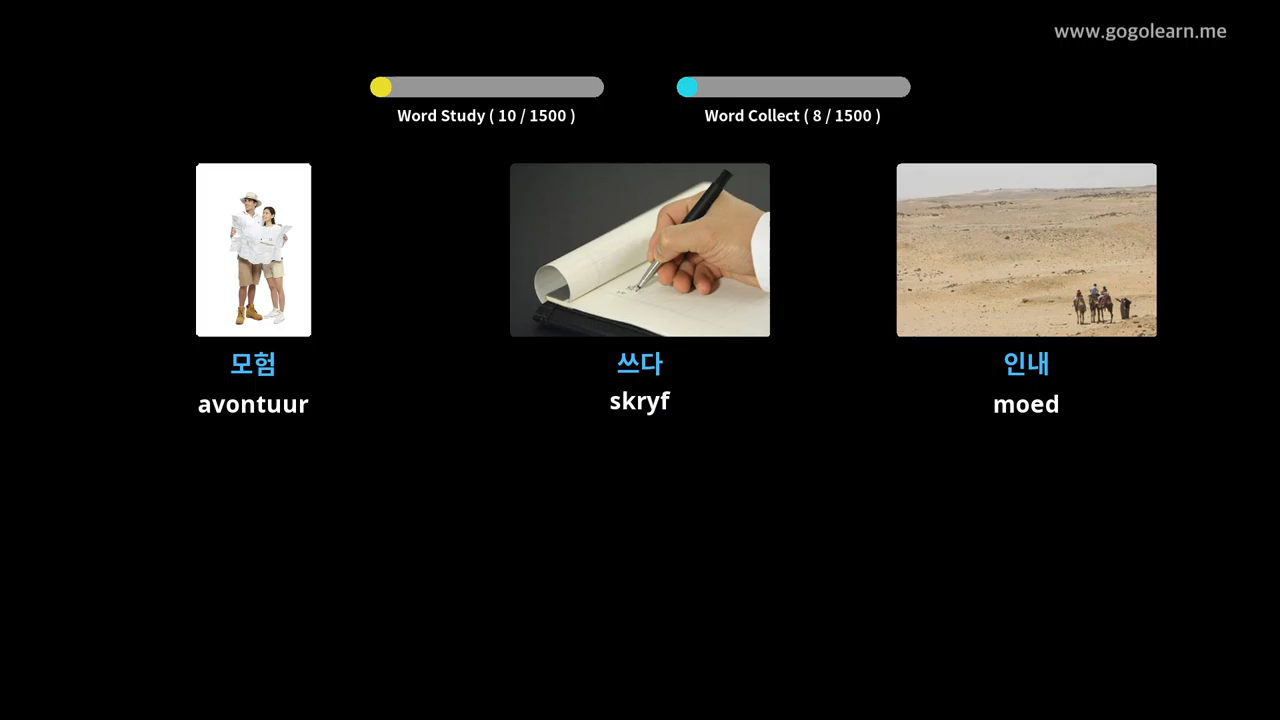 www.gogolearn.me
Word Study ( 10 / 1500 )
Word Collect ( 8 / 1500 )
모험
쓰다
인내
avontuur
skryf
moed